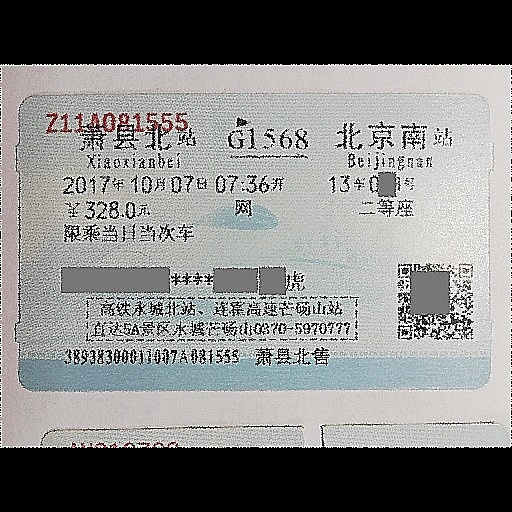 Z11A081555
萧县北站 G1568 北京南站
Xiaoxianbei Beijingnan
2017年10月07日 07:36开 13车0 号
¥328.0元 网 二等座
限乘当日当次车
**** 虎
高铁永城北站、连霍高速芒砀山站
直达5A景区永城芒砀山0370-5970777
38938300011007A081555 萧县北售